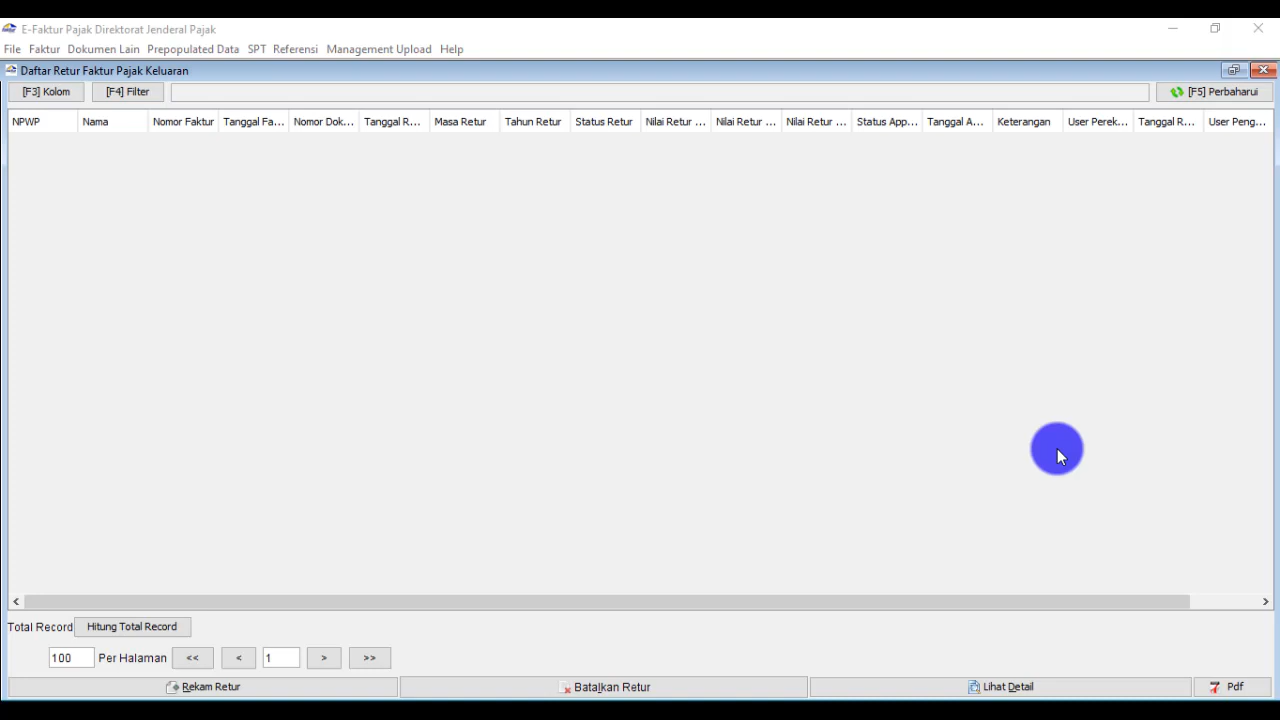 E-Faktur Pajak Direktorat Jenderal Pajak
File Faktur Dokumen Lain Prepopulated Data SPT Referensi Management Upload Help
Daftar Retur Faktur Pajak Keluaran
[F3] Kolom [F4] Filter [F5] Perbaharui
NPWP Nama Nomor Faktur Tanggal Fa... Nomor Dok... Tanggal R... Masa Retur Tahun Retur Status Retur Nilai Retur ... Nilai Retur ... Nilai Retur ... Status App... Tanggal A... Keterangan User Perek... Tanggal R... User Peng...
Total Record Hitung Total Record
100 Per Halaman << < 1 > >>
Rekam Retur Batalkan Retur Lihat Detail Pdf